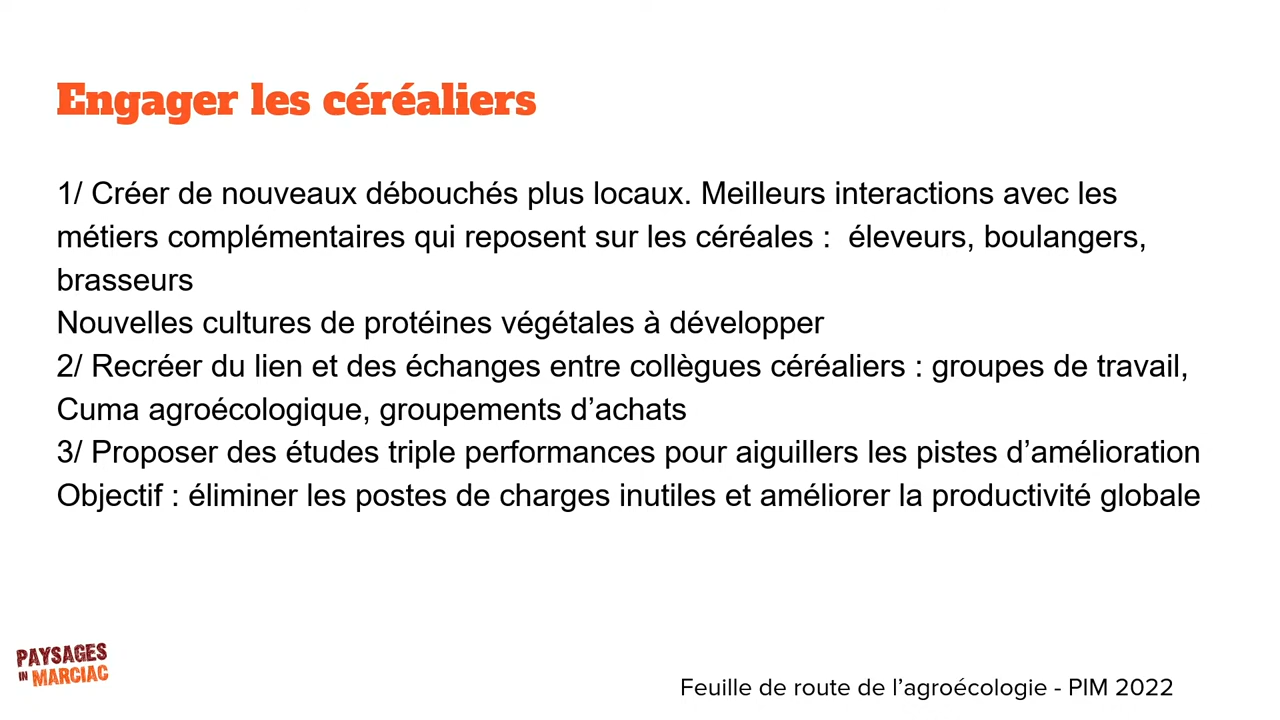 Engager les céréaliers
1/ Créer de nouveaux débouchés plus locaux. Meilleurs interactions avec les
métiers complémentaires qui reposent sur les céréales :  éleveurs, boulangers,
brasseurs
Nouvelles cultures de protéines végétales à développer
2/ Recréer du lien et des échanges entre collègues céréaliers : groupes de travail,
Cuma agroécologique, groupements d’achats
3/ Proposer des études triple performances pour aiguillers les pistes d’amélioration
Objectif : éliminer les postes de charges inutiles et améliorer la productivité globale
PAYSAGES
IN MARCIAC
Feuille de route de l’agroécologie - PIM 2022